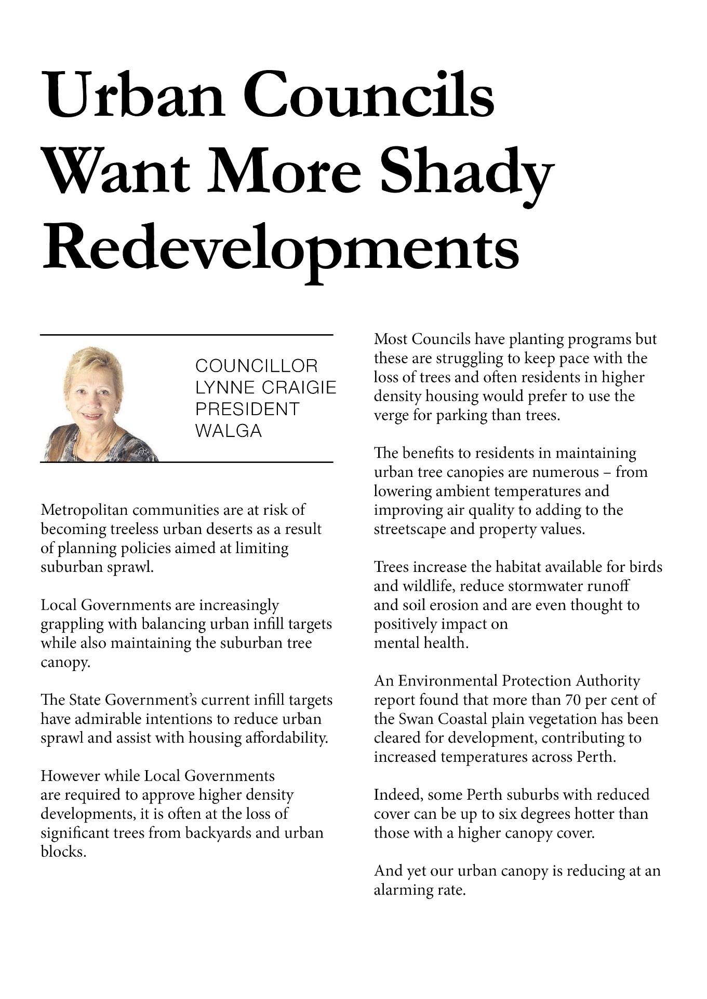 Urban Councils
Want More Shady
Redevelopments
COUNCILLOR
LYNNE CRAIGIE
PRESIDENT
WALGA
Metropolitan communities are at risk of
becoming treeless urban deserts as a result
of planning policies aimed at limiting
suburban sprawl.
Local Governments are increasingly
grappling with balancing urban infill targets
while also maintaining the suburban tree
canopy.
The State Government’s current infill targets
have admirable intentions to reduce urban
sprawl and assist with housing affordability.
However while Local Governments
are required to approve higher density
developments, it is often at the loss of
significant trees from backyards and urban
blocks.
Most Councils have planting programs but
these are struggling to keep pace with the
loss of trees and often residents in higher
density housing would prefer to use the
verge for parking than trees.
The benefits to residents in maintaining
urban tree canopies are numerous – from
lowering ambient temperatures and
improving air quality to adding to the
streetscape and property values.
Trees increase the habitat available for birds
and wildlife, reduce stormwater runoff
and soil erosion and are even thought to
positively impact on
mental health.
An Environmental Protection Authority
report found that more than 70 per cent of
the Swan Coastal plain vegetation has been
cleared for development, contributing to
increased temperatures across Perth.
Indeed, some Perth suburbs with reduced
cover can be up to six degrees hotter than
those with a higher canopy cover.
And yet our urban canopy is reducing at an
alarming rate.